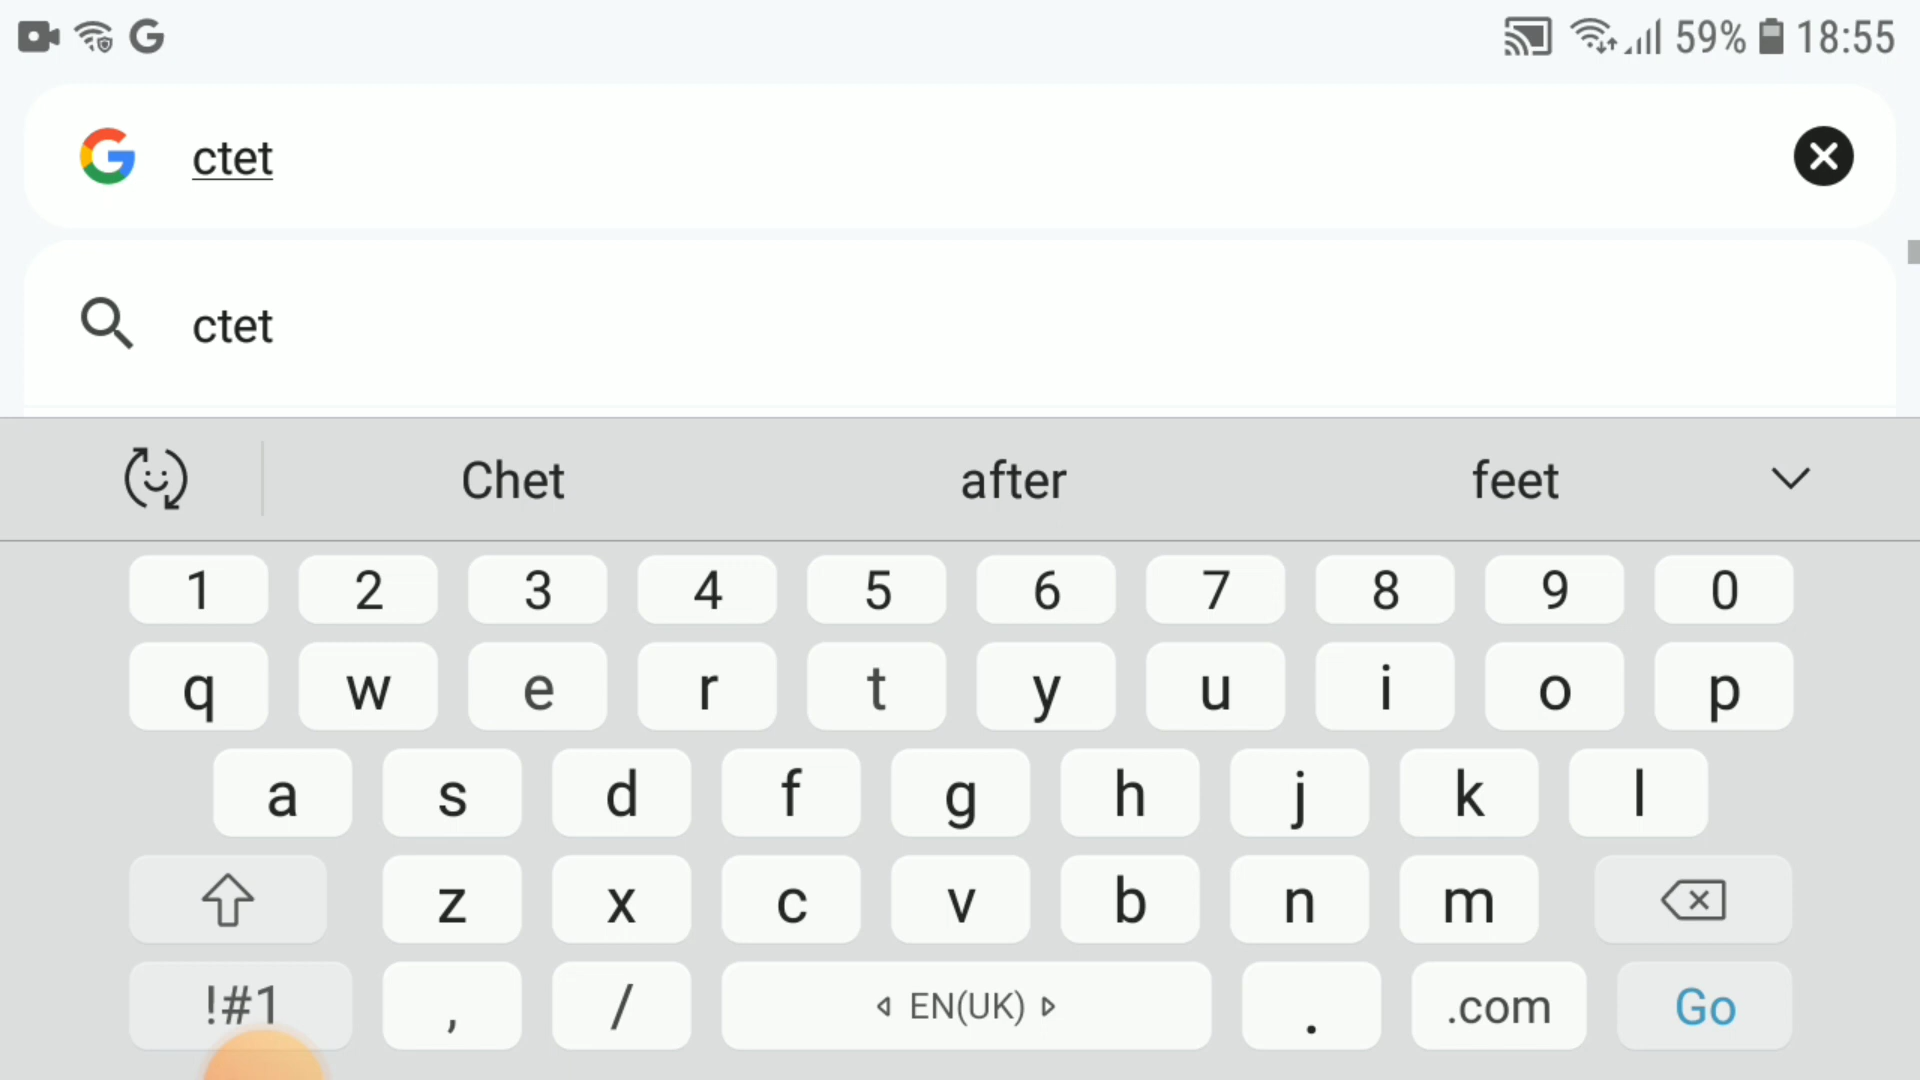 59% 18:55
ctet
ctet
Chet after feet
1 2 3 4 5 6 7 8 9 0
q w e r t y u i o p
a s d f g h j k l
z x c v b n m
!#1 , / EN(UK) . .com Go